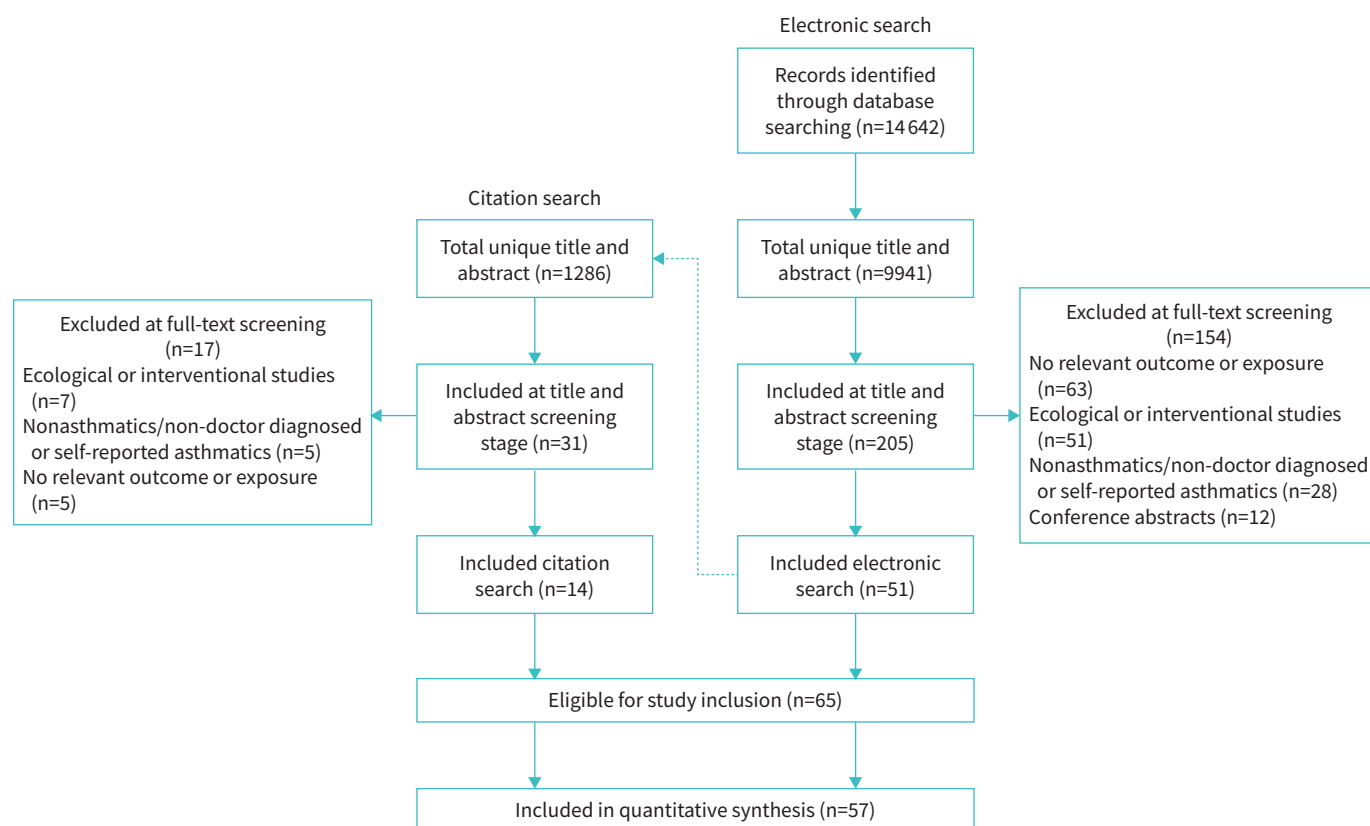 Electronic search
Records identified
through database
searching (n=14 642)
Citation search
Total unique title and
abstract (n=1286)
Total unique title and
abstract (n=9941)
Excluded at full-text screening
(n=17)
Ecological or interventional studies
(n=7)
Nonasthmatics/non-doctor diagnosed
or self-reported asthmatics (n=5)
No relevant outcome or exposure
(n=5)
Included at title and
abstract screening
stage (n=31)
Included at title and
abstract screening
stage (n=205)
Excluded at full-text screening
(n=154)
No relevant outcome or exposure
(n=63)
Ecological or interventional studies
(n=51)
Nonasthmatics/non-doctor diagnosed
or self-reported asthmatics (n=28)
Conference abstracts (n=12)
Included citation
search (n=14)
Included electronic
search (n=51)
Eligible for study inclusion (n=65)
Included in quantitative synthesis (n=57)